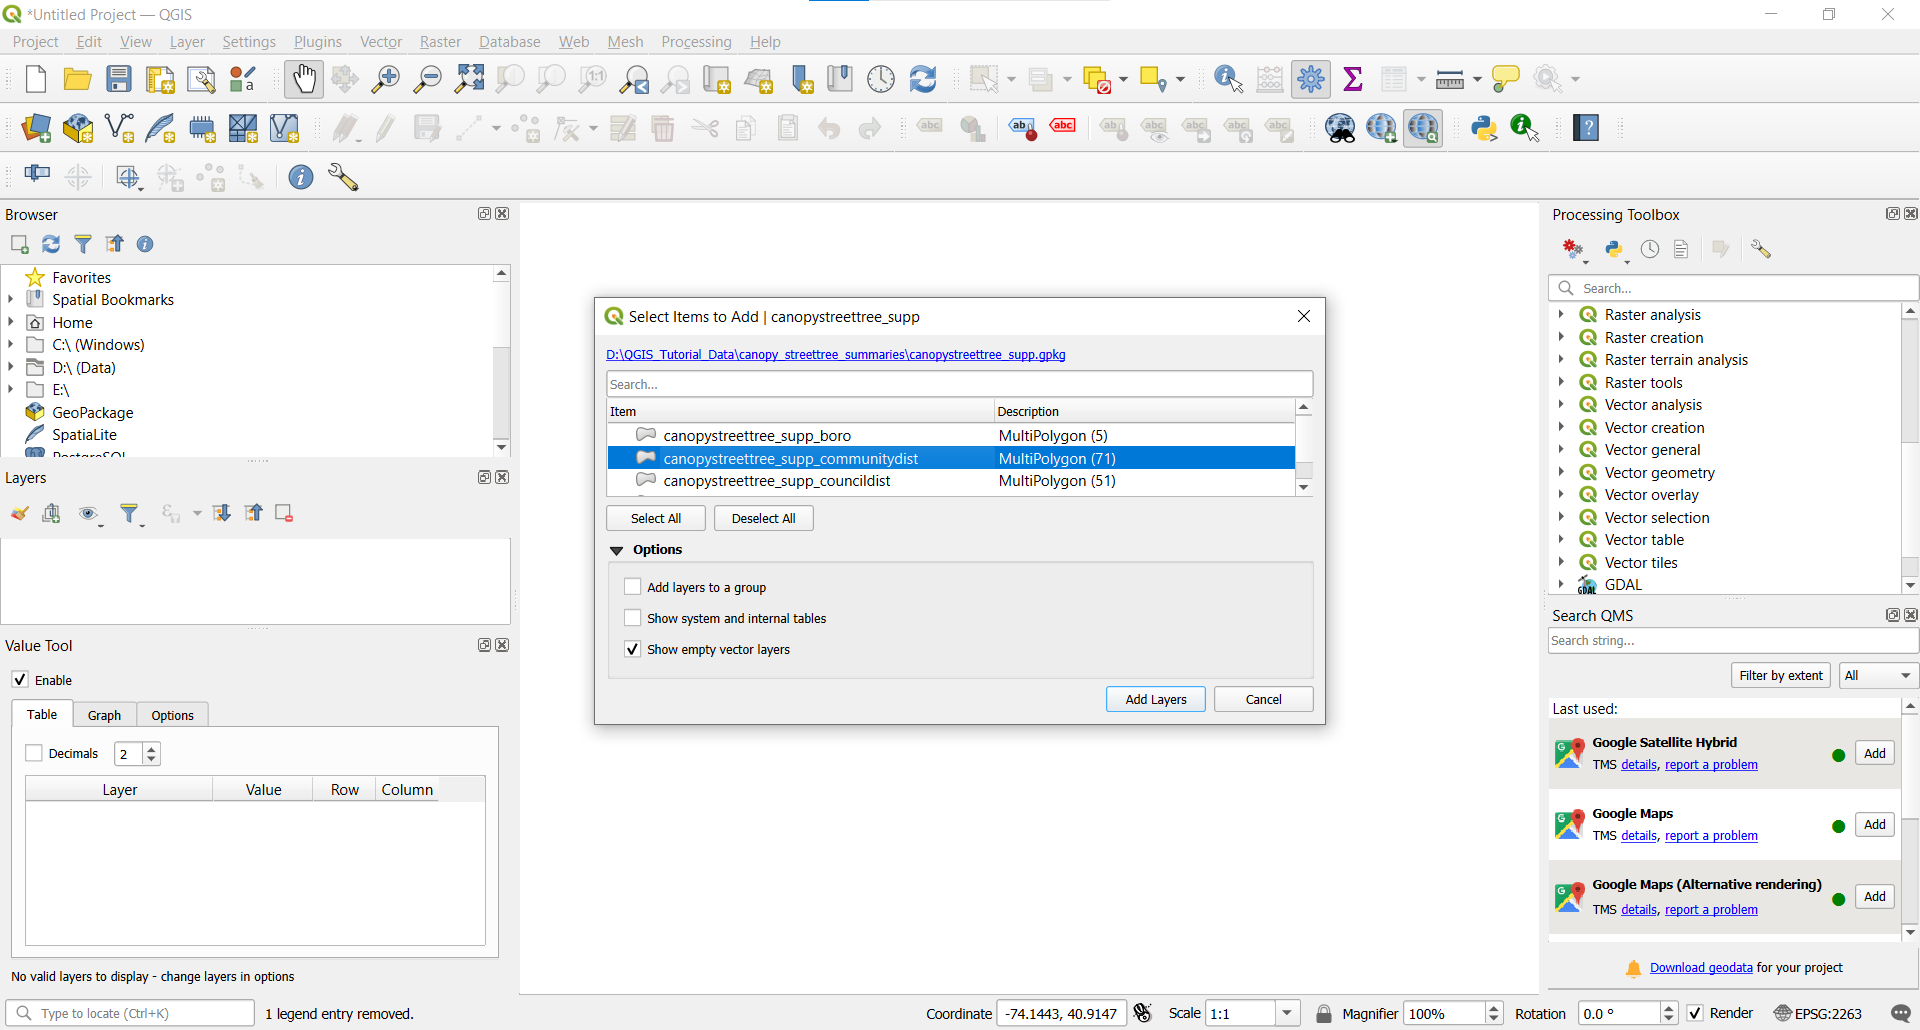 *Untitled Project — QGIS
Project Edit View Layer Settings Plugins Vector Raster Database Web Mesh Processing Help
Browser
Favorites
Spatial Bookmarks
Home
C:\ (Windows)
D:\ (Data)
E:\
GeoPackage
SpatiaLite
PostgreSQL
Layers
Value Tool
Enable
Table Graph Options
Decimals 2
Layer Value Row Column
No valid layers to display - change layers in options
Select Items to Add | canopystreettree_supp
D:\QGIS_Tutorial_Data\canopy_streettree_summaries\canopystreettree_supp.gpkg
Search...
Item Description
canopystreettree_supp_boro MultiPolygon (5)
canopystreettree_supp_communitydist MultiPolygon (71)
canopystreettree_supp_councildist MultiPolygon (51)
Select All Deselect All
Options
Add layers to a group
Show system and internal tables
Show empty vector layers
Add Layers Cancel
Processing Toolbox
Search...
Raster analysis
Raster creation
Raster terrain analysis
Raster tools
Vector analysis
Vector creation
Vector general
Vector geometry
Vector overlay
Vector selection
Vector table
Vector tiles
GDAL GDAL
Search QMS
Search string...
Filter by extent All
Last used:
Google Satellite Hybrid
TMS details, report a problem Add
Google Maps
TMS details, report a problem Add
Google Maps (Alternative rendering)
TMS details, report a problem Add
Download geodata for your project
Type to locate (Ctrl+K) 1 legend entry removed. Coordinate -74.1443, 40.9147 Scale 1:1 Magnifier 100% Rotation 0.0 ° Render EPSG:2263